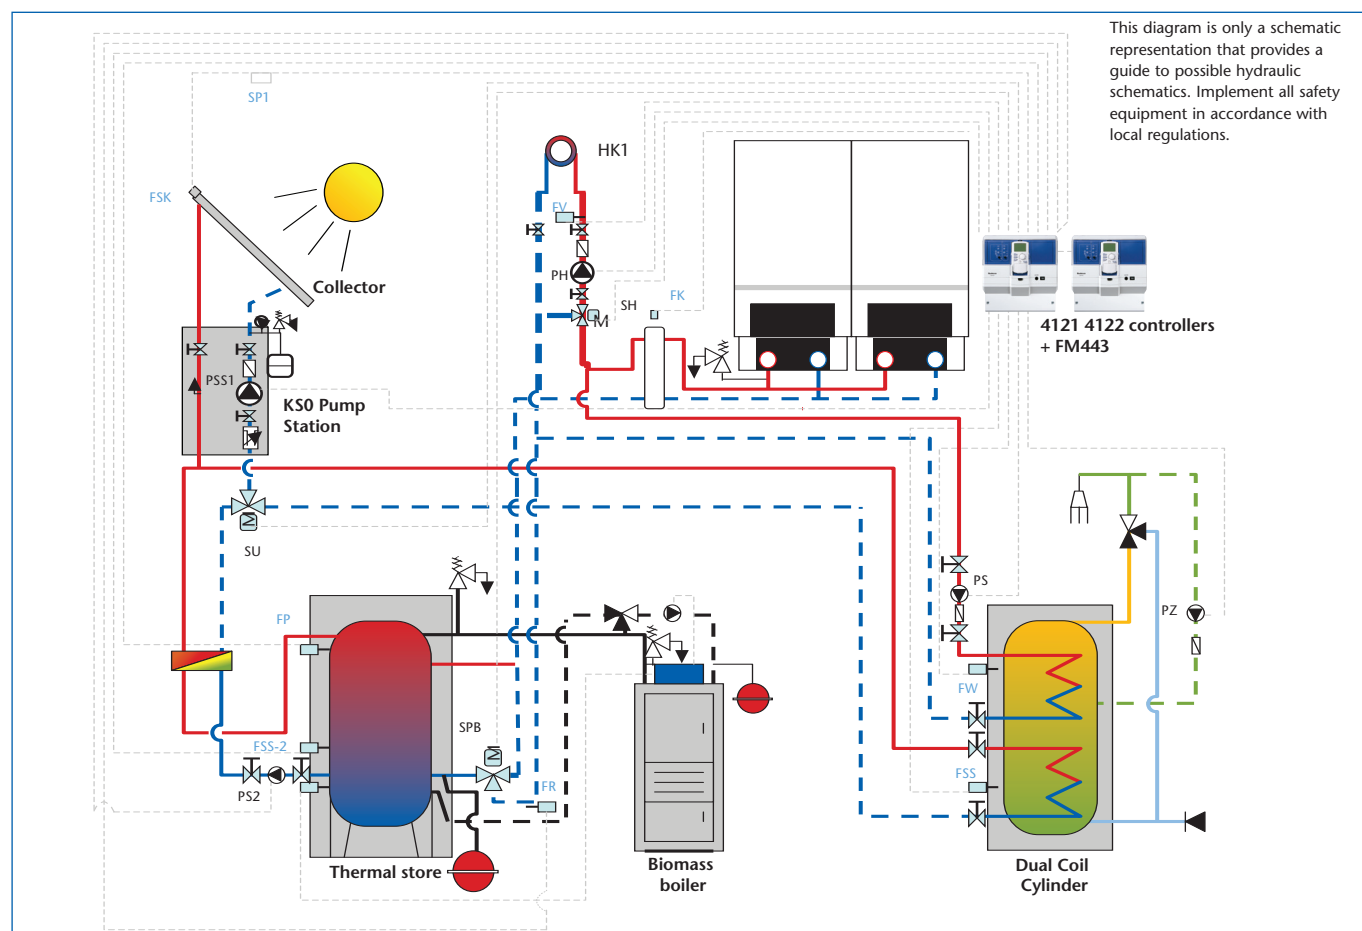 This diagram is only a schematic
representation that provides a
guide to possible hydraulic
schematics. Implement all safety
equipment in accordance with
local regulations.
SP1
HK1
FSK
FV
Collector
PH
SH
FK
M
4121 4122 controllers
+ FM443
PSS1
KS0 Pump
Station
M
SU
PS
PZ
FP
FW
SPB
M
FSS-2
FSS
FR
PS2
Thermal store
Biomass
boiler
Dual Coil
Cylinder